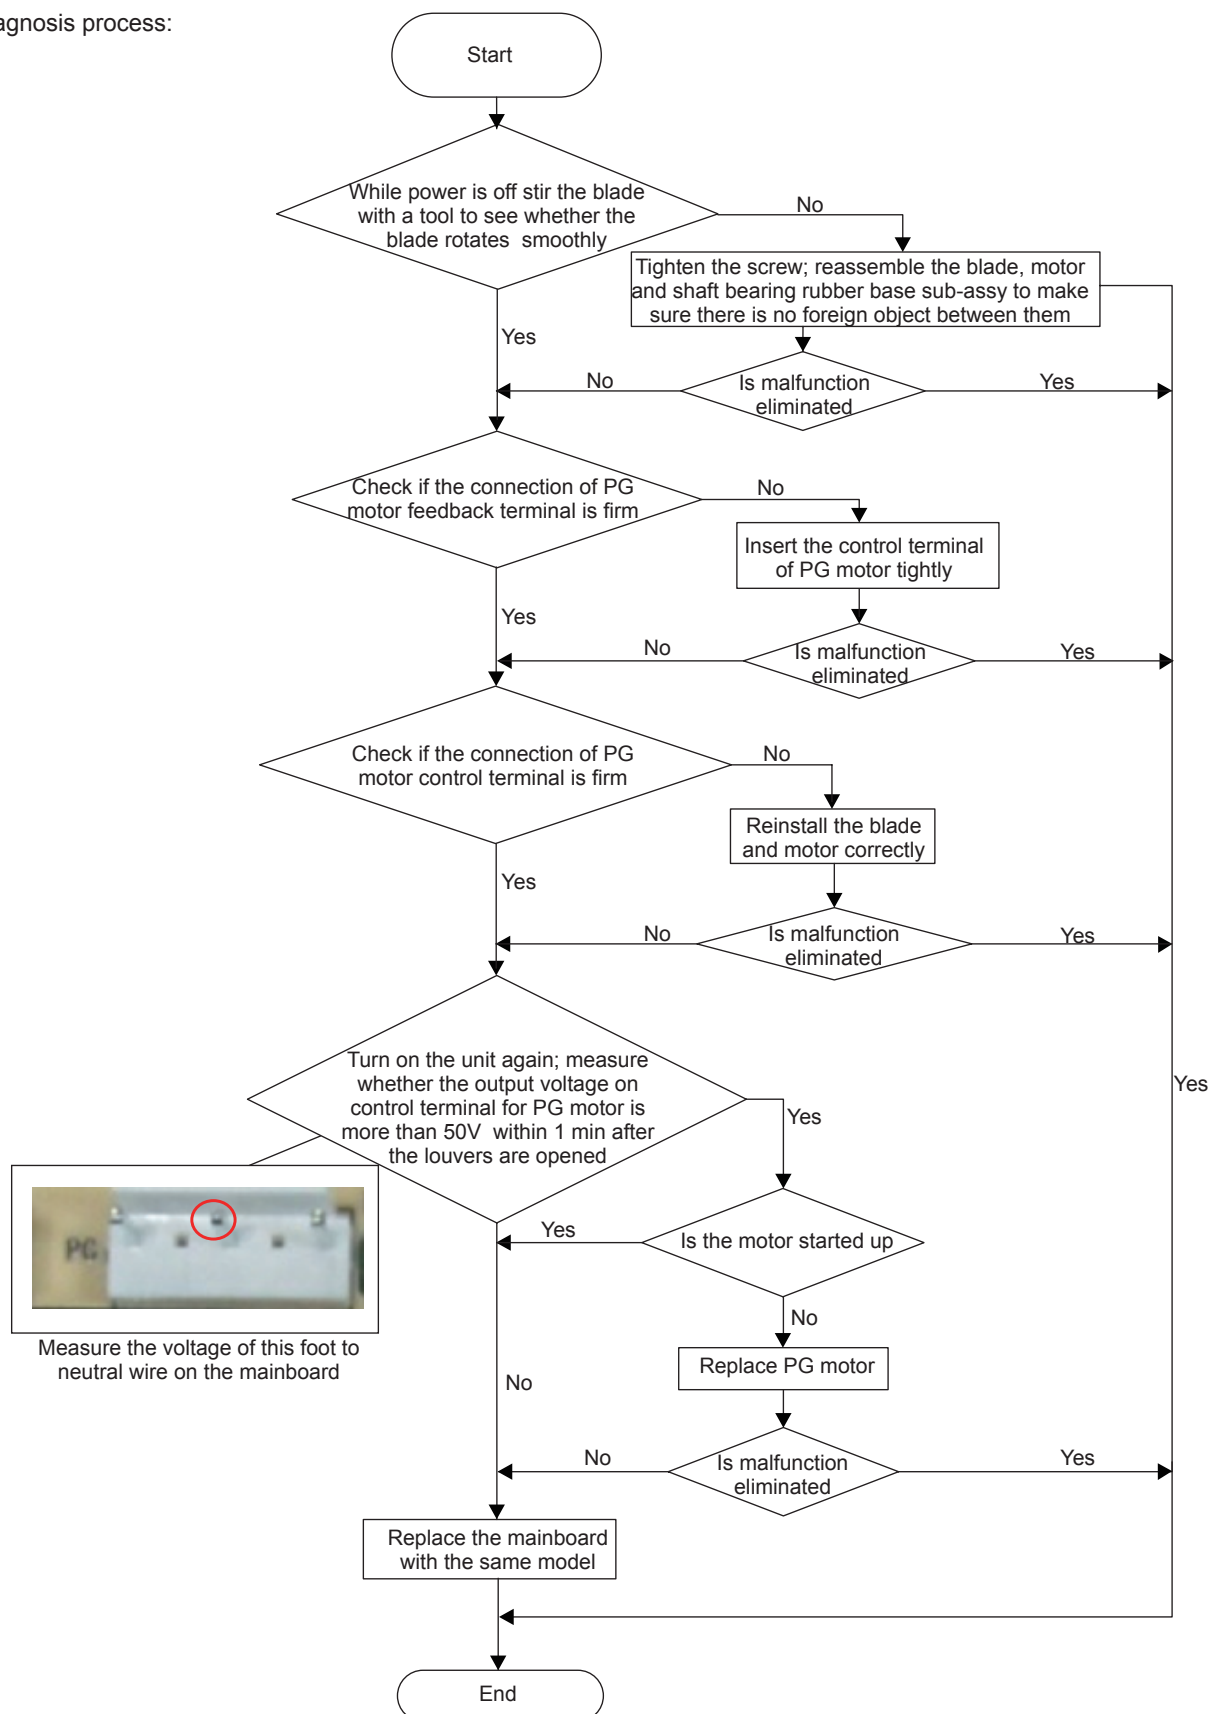 agnosis process:
Start
While power is off stir the blade
with a tool to see whether the
blade rotates smoothly
No
Tighten the screw; reassemble the blade, motor
and shaft bearing rubber base sub-assy to make
sure there is no foreign object between them
Yes
No
Is malfunction
eliminated
Yes
Check if the connection of PG
motor feedback terminal is firm
No
Insert the control terminal
of PG motor tightly
Yes
No
Is malfunction
eliminated
Yes
Check if the connection of PG
motor control terminal is firm
No
Reinstall the blade
and motor correctly
Yes
No
Is malfunction
eliminated
Yes
Turn on the unit again; measure
whether the output voltage on
control terminal for PG motor is
more than 50V within 1 min after
the louvers are opened
Yes
Yes
PG
Measure the voltage of this foot to
neutral wire on the mainboard
Yes
Is the motor started up
No
Replace PG motor
No
No
Is malfunction
eliminated
Yes
Replace the mainboard
with the same model
End